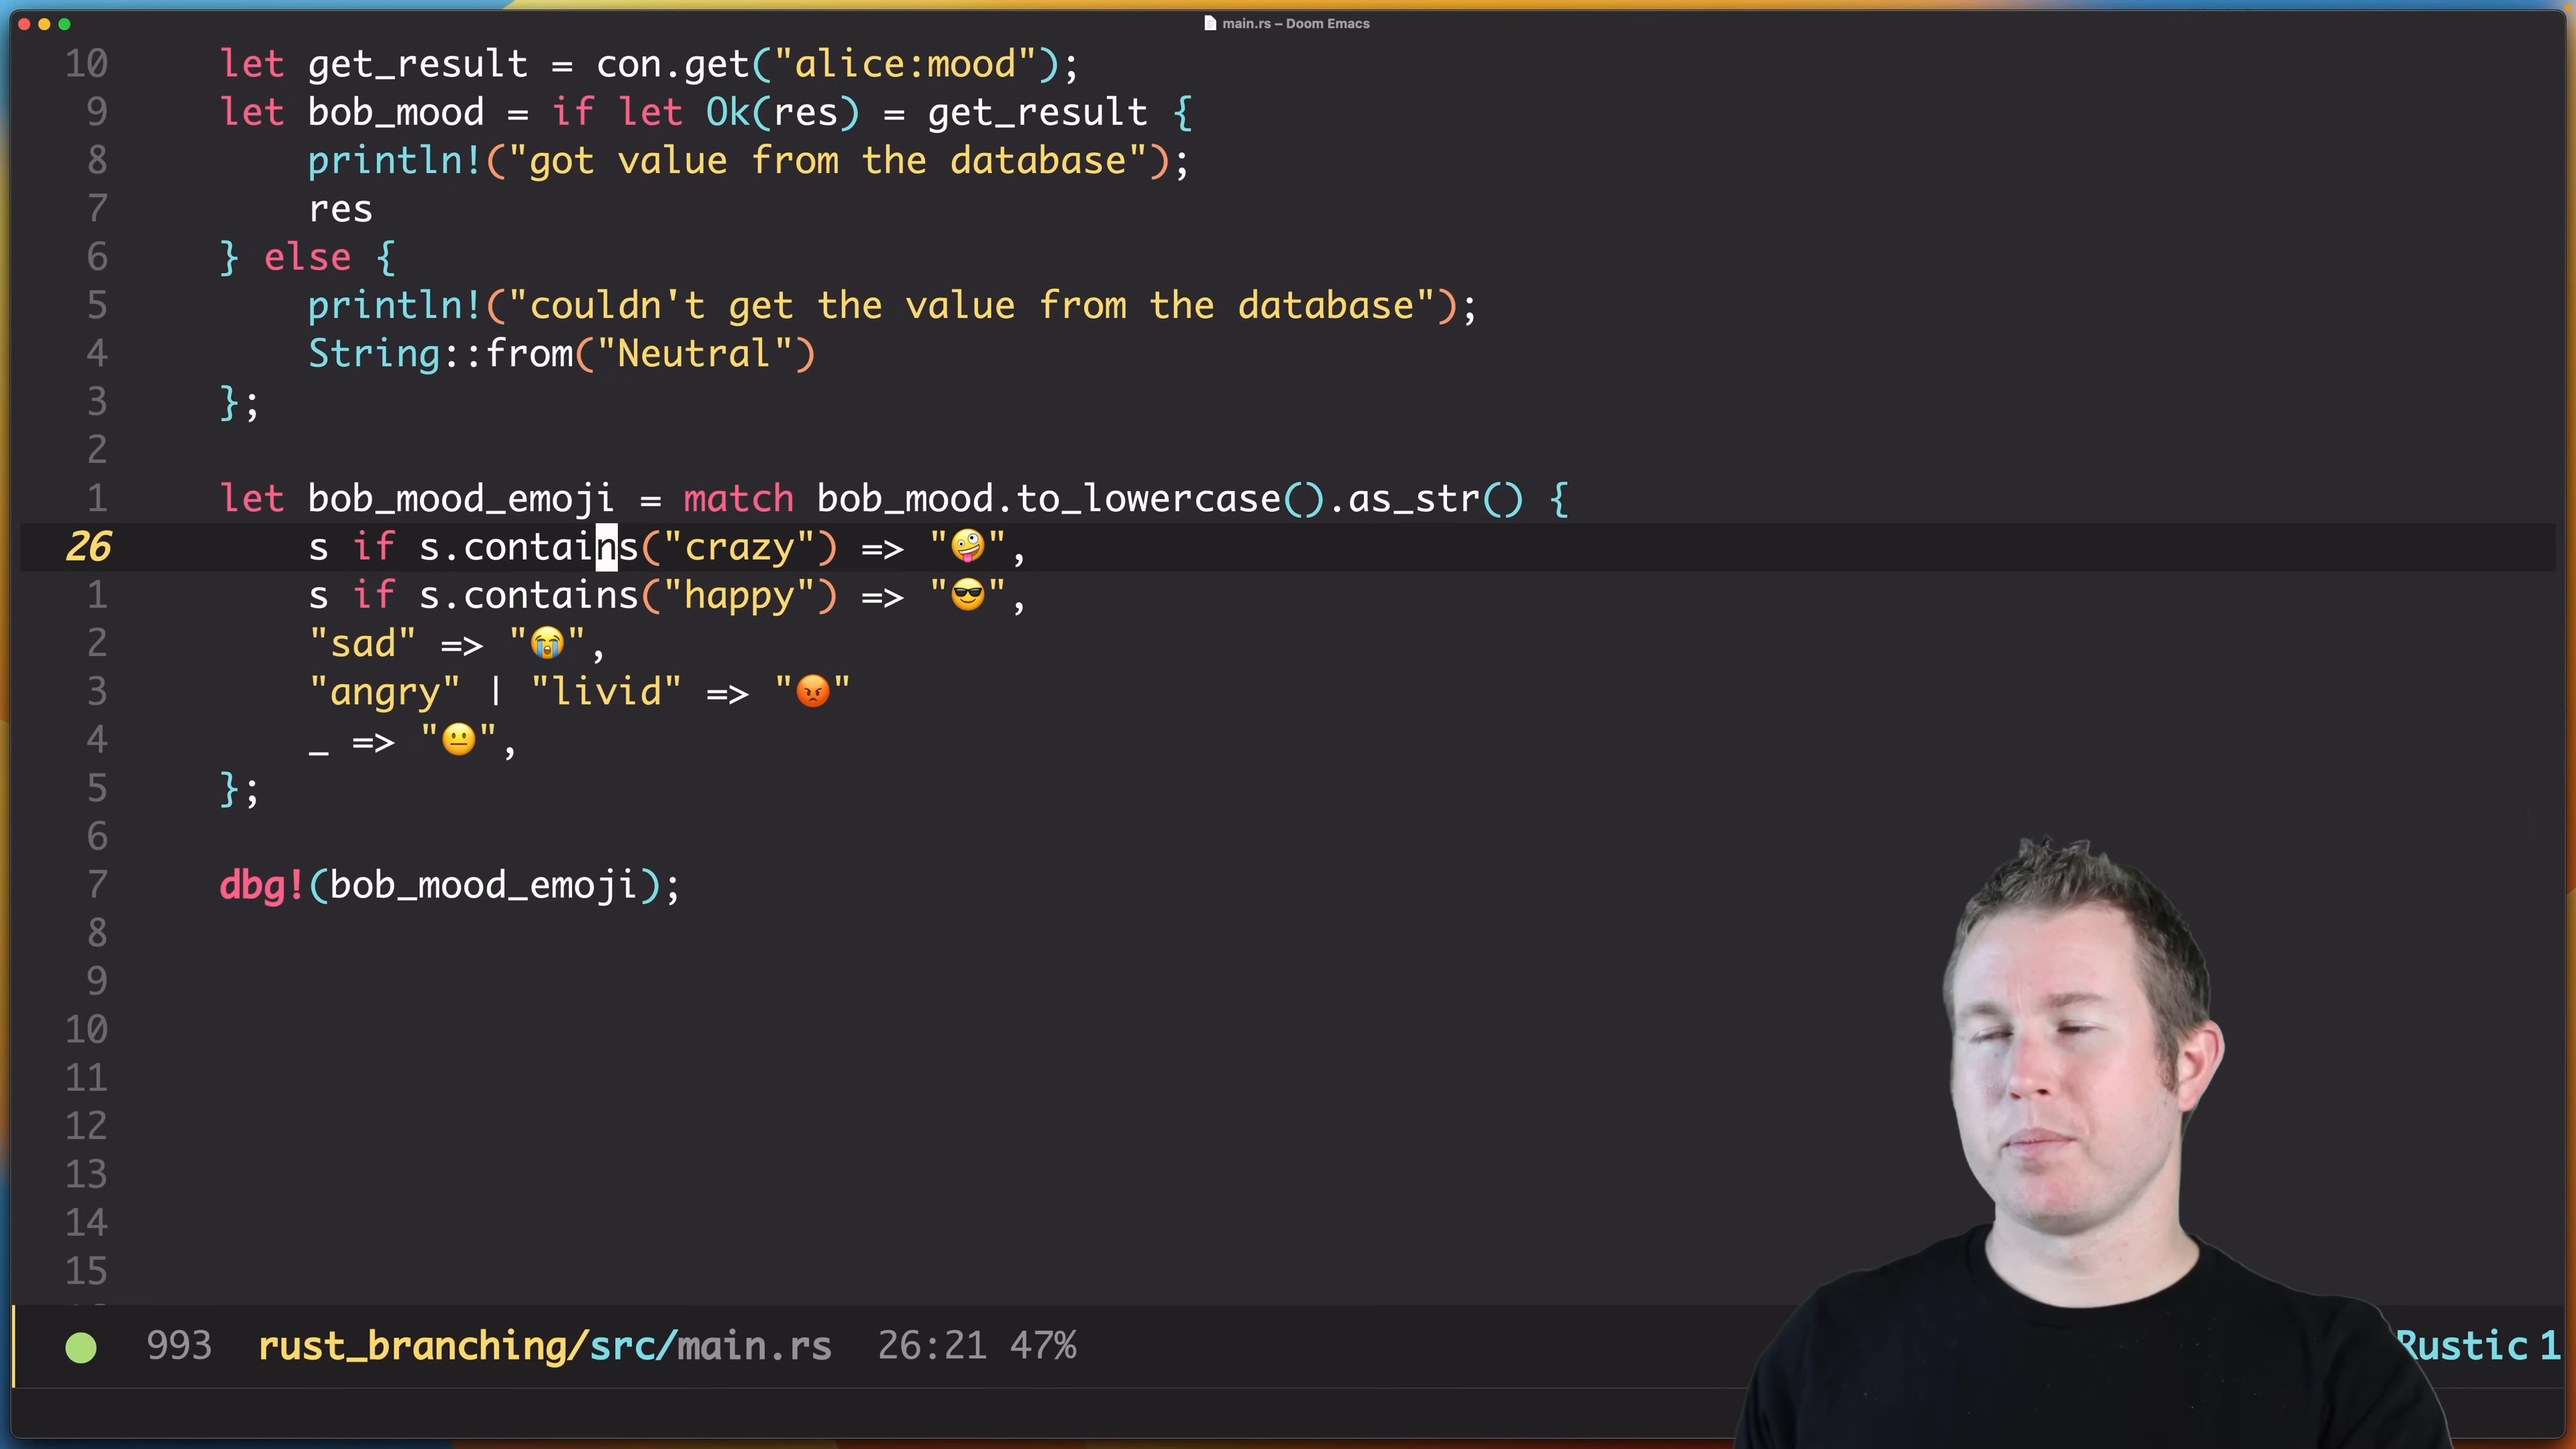 main.rs – Doom Emacs
10 let get_result = con.get("alice:mood");
9 let bob_mood = if let Ok(res) = get_result {
8 println!("got value from the database");
7 res
6 } else {
5 println!("couldn't get the value from the database");
4 String::from("Neutral")
3 };
2
1 let bob_mood_emoji = match bob_mood.to_lowercase().as_str() {
26 s if s.contains("crazy") => "🤪",
1 s if s.contains("happy") => "😎",
2 "sad" => "😭",
3 "angry" | "livid" => "😡"
4 _ => "😐",
5 };
6
7 dbg!(bob_mood_emoji);
8
9
10
11
12
13
14
15
993 rust_branching/src/main.rs 26:21 47% Rustic 1